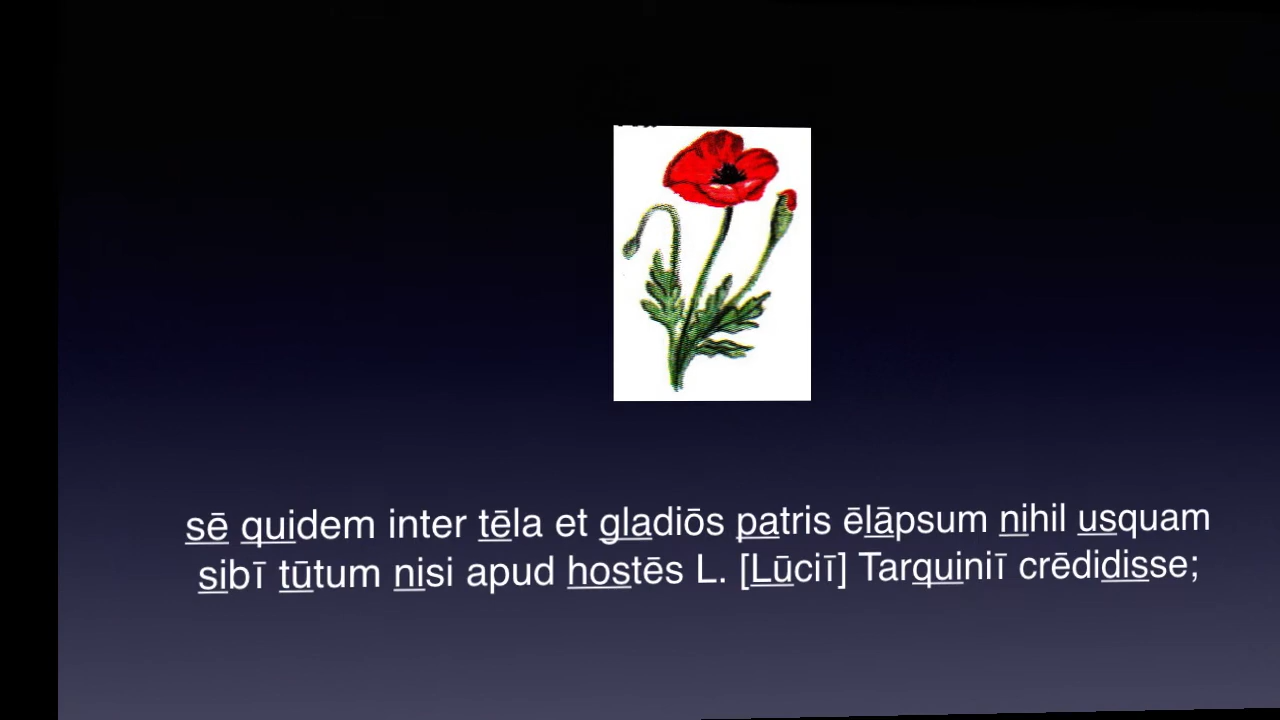 sē quidem inter tēla et gladiōs patris ēlāpsum nihil usquam
sibī tūtum nisi apud hostēs L. [Lūciī] Tarquiniī crēdidisse;